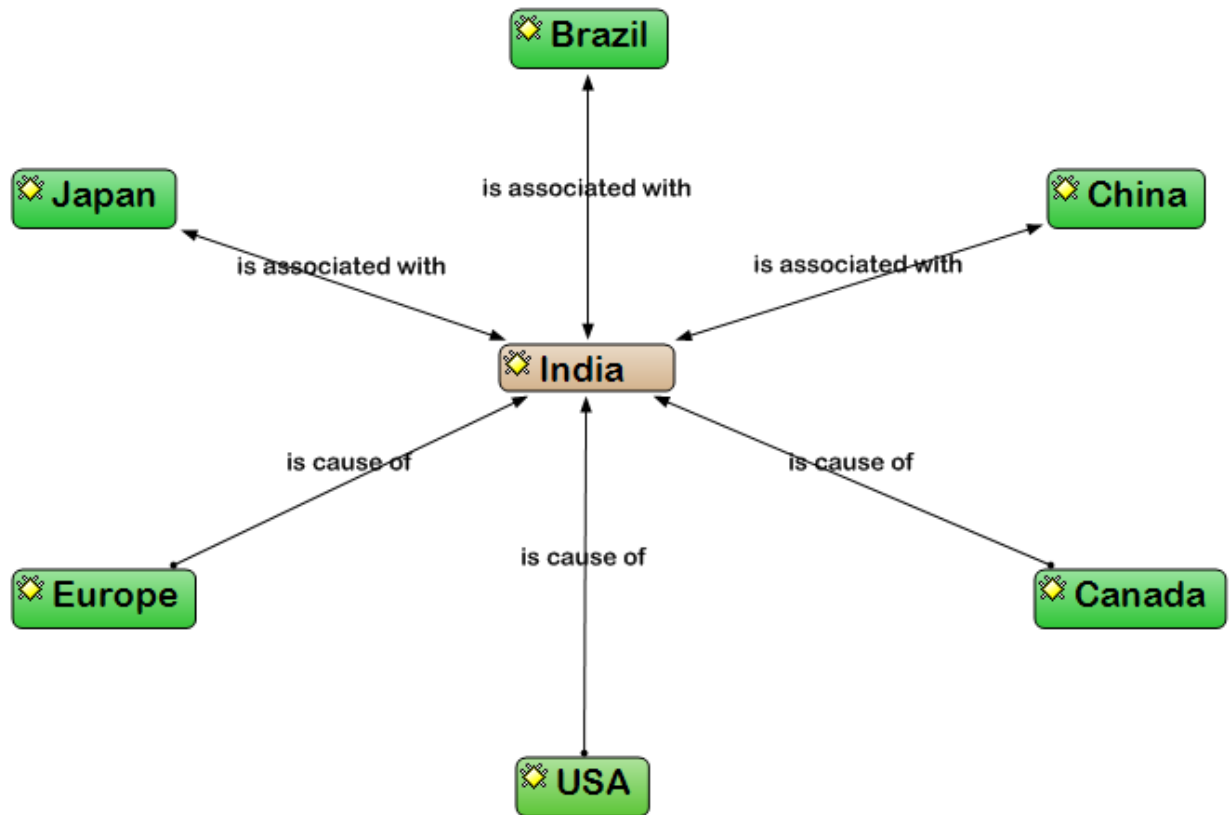 Brazil
Japan
is associated with
China
is associated with
is associated with
India
is cause of
is cause of
is cause of
Europe
Canada
USA